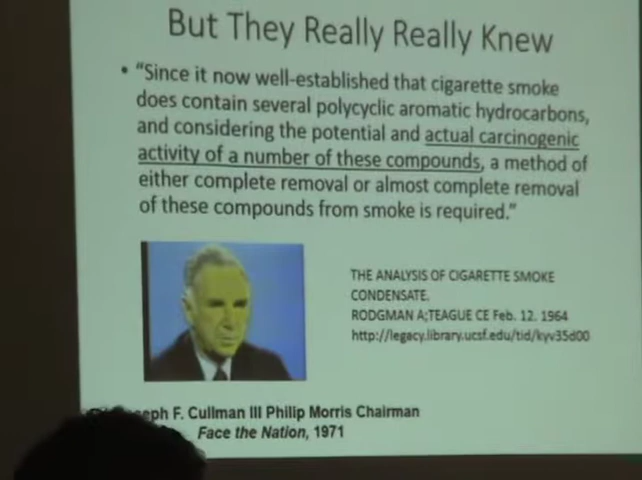 But They Really Really Knew
• “Since it now well-established that cigarette smoke
does contain several polycyclic aromatic hydrocarbons,
and considering the potential and actual carcinogenic
activity of a number of these compounds, a method of
either complete removal or almost complete removal
of these compounds from smoke is required.”
THE ANALYSIS OF CIGARETTE SMOKE
CONDENSATE.
RODGMAN A;TEAGUE CE Feb. 12. 1964
http://legacy.library.ucsf.edu/tid/kyv35d00
eph F. Cullman III Philip Morris Chairman
Face the Nation, 1971